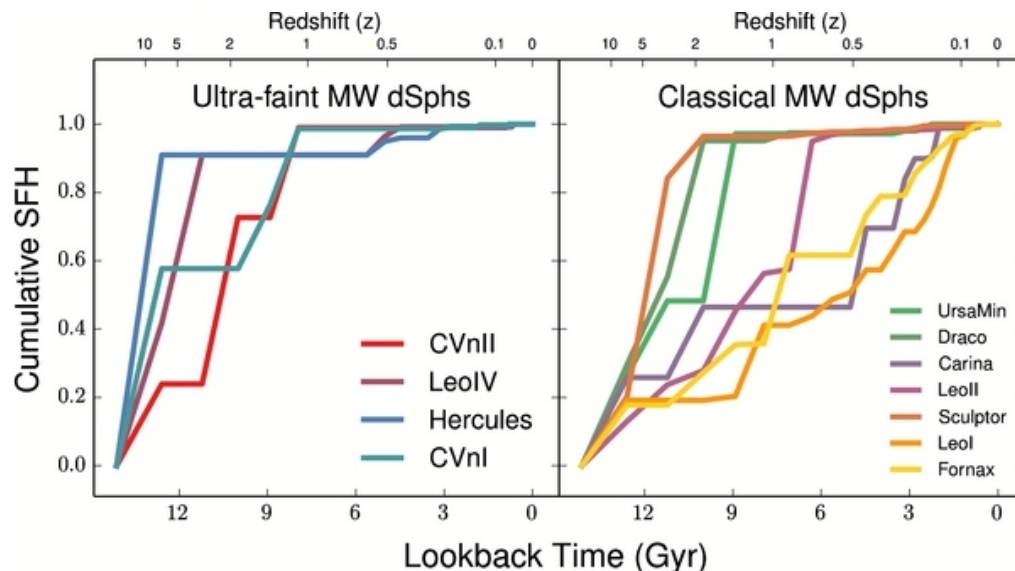 Redshift (z)
Redshift (z)
10 5 2 1 0.5 0.1 0
10 5 2 1 0.5 0.1 0
Ultra-faint MW dSphs
Classical MW dSphs
Cumulative SFH
1.0
0.8
0.6
0.4
0.2
0.0
CVnII
LeoIV
Hercules
CVnI
UrsaMin
Draco
Carina
LeoII
Sculptor
LeoI
Fornax
12 9 6 3 0
12 9 6 3 0
Lookback Time (Gyr)